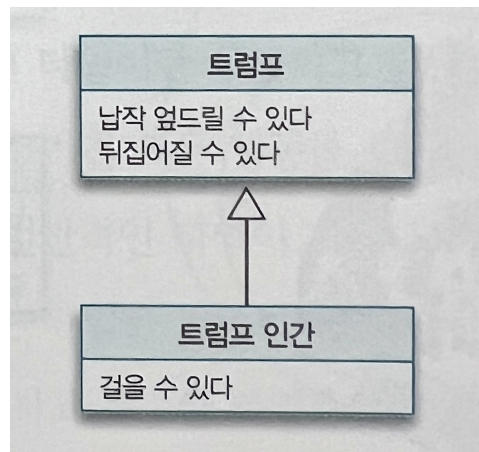 트럼프
납작 엎드릴 수 있다
뒤집어질 수 있다
트럼프 인간
걸을 수 있다